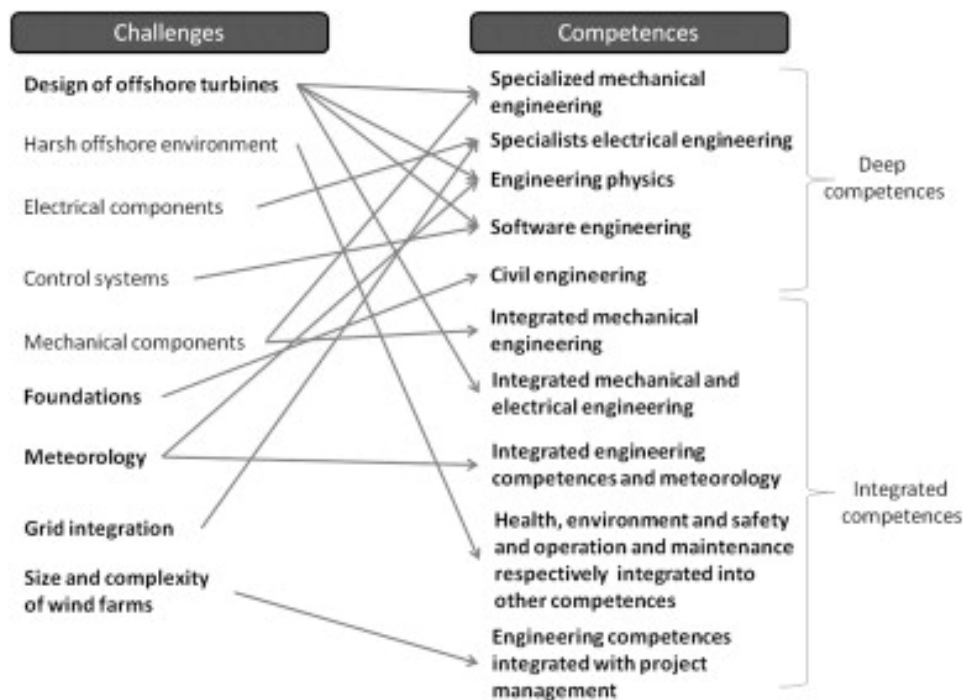 Challenges
Design of offshore turbines
Harsh offshore environment
Electrical components
Control systems
Mechanical components
Foundations
Meteorology
Grid integration
Size and complexity
of wind farms
Competences
Specialized mechanical
engineering
Specialists electrical engineering
Engineering physics
Software engineering
Civil engineering
Integrated mechanical
engineering
Integrated mechanical and
electrical engineering
Integrated engineering
competences and meteorology
Health, environment and safety
and operation and maintenance
respectively integrated into
other competences
Engineering competences
integrated with project
management
Deep
competences
Integrated
competences